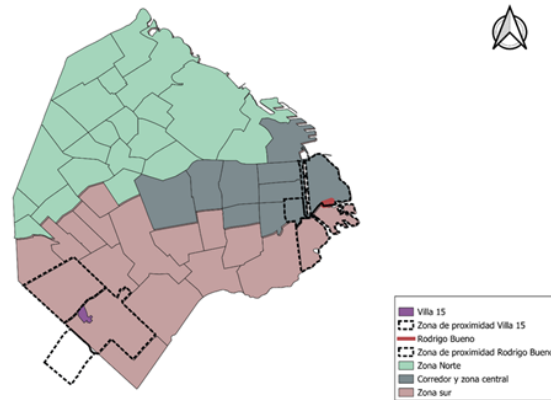 Villa 15
Zona de proximidad Villa 15
Rodrigo Bueno
Zona de proximidad Rodrigo Bueno
Zona Norte
Corredor y zona central
Zona sur